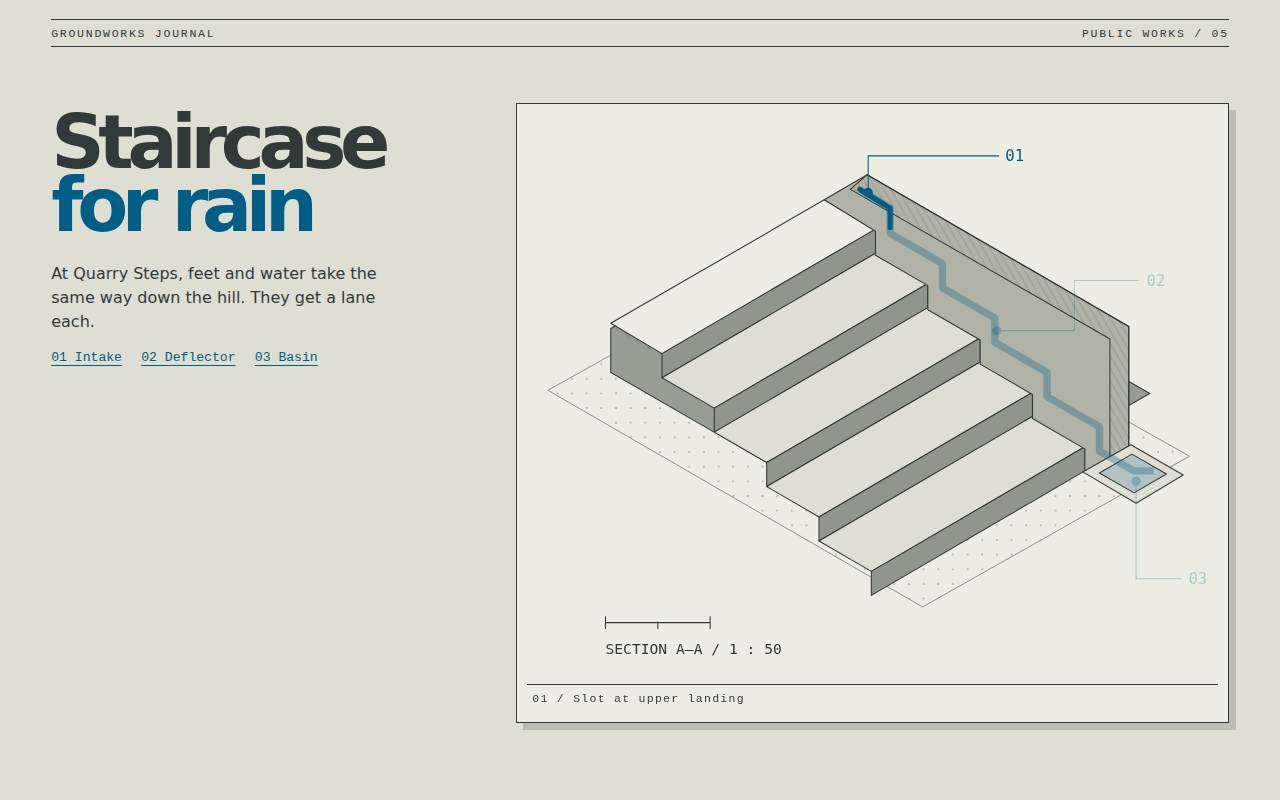 GROUNDWORKS JOURNAL
PUBLIC WORKS / 05
Staircase
for rain
At Quarry Steps, feet and water take the
same way down the hill. They get a lane
each.
01 Intake 02 Deflector 03 Basin
01
02
03
SECTION A—A / 1 : 50
01 / Slot at upper landing